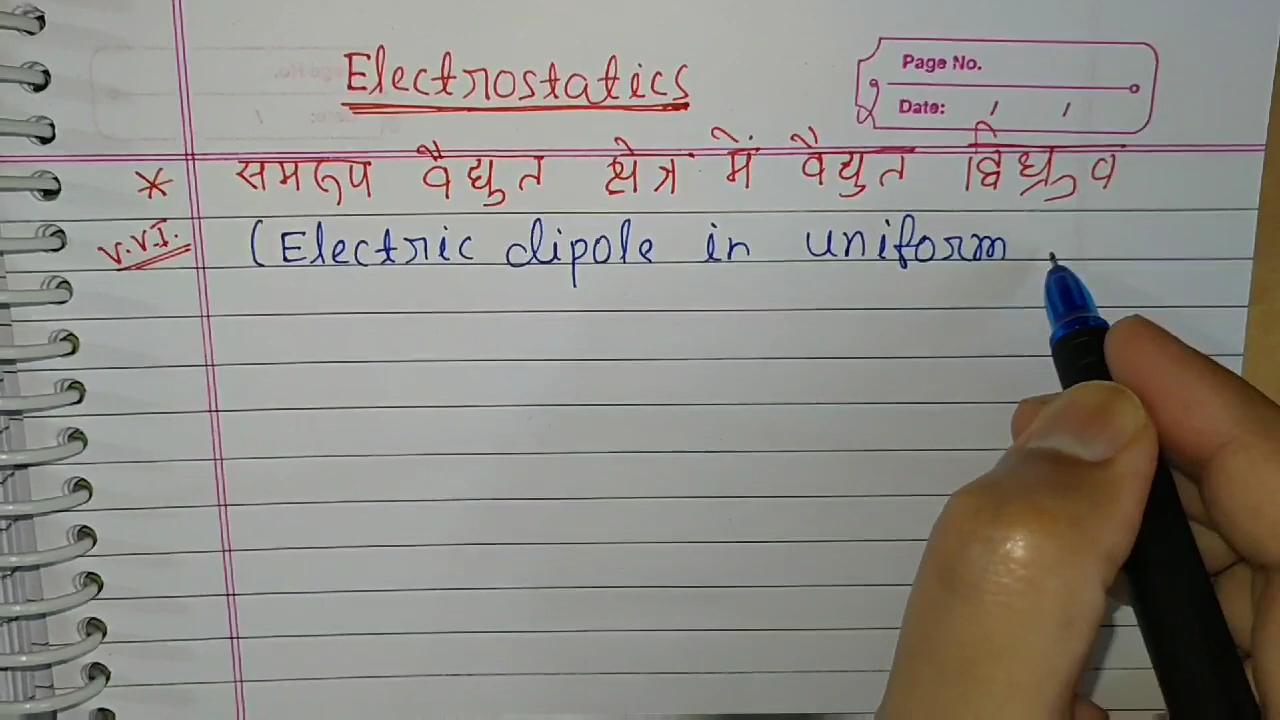 Electrostatics
Page No.
Date: / /
* समरूप वैद्युत क्षेत्र में वैद्युत द्विध्रुव
V.V.I. (Electric dipole in uniform